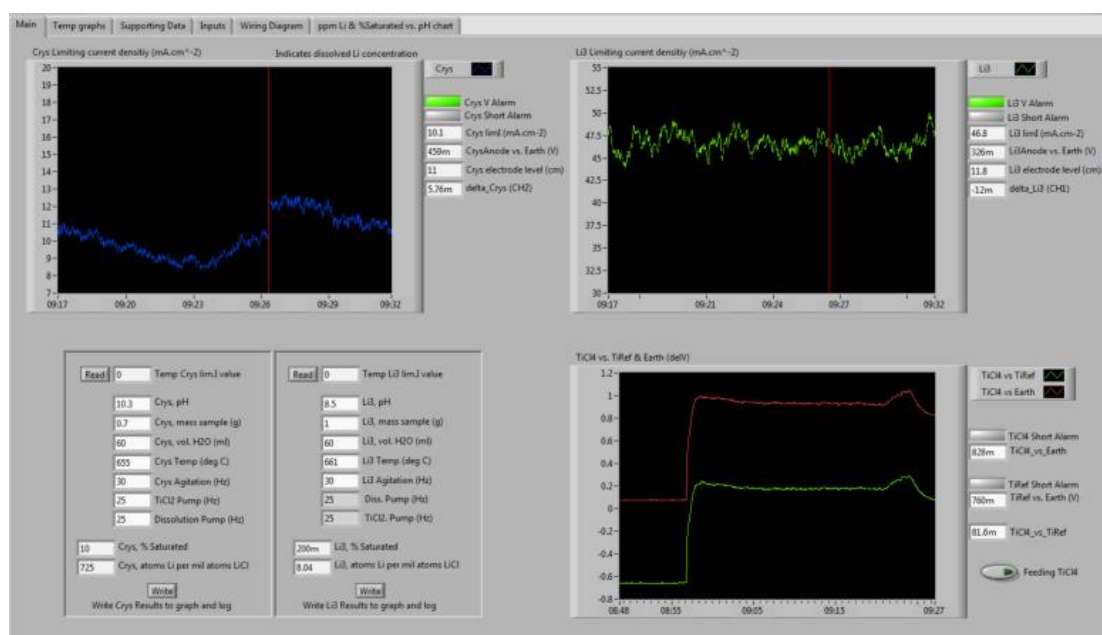 Main Temp graphs Supporting Data Inputs Wiring Diagram ppm Li & %Saturated vs. pH chart
Crys Limiting current densitiy (mA.cm^-2) Indicates dissolved Li concentration
Crys
20
19
18
17
16
15
14
13
12
11
10
9
8
7
09:17 09:20 09:23 09:26 09:29 09:32
Crys V Alarm
Crys Short Alarm
10.1 Crys limI (mA.cm-2)
459m CrysAnode vs. Earth (V)
11 Crys electrode level (cm)
5.76m delta_Crys (CH2)
Li3 Limiting current densitiy (mA.cm^-2)
Li3
55
52.5
50
47.5
45
42.5
40
37.5
35
32.5
30
09:17 09:21 09:24 09:27 09:32
Li3 V Alarm
Li3 Short Alarm
46.8 Li3 limI (mA.cm-2)
326m Li3Anode vs. Earth (V)
11.8 Li3 electrode level (cm)
-12m delta_Li3 (CH1)
Read 0 Temp Crys lim.I value
10.3 Crys, pH
0.7 Crys, mass sample (g)
60 Crys, vol. H2O (ml)
655 Crys Temp (deg C)
30 Crys Agitation (Hz)
25 TiCl2 Pump (Hz)
25 Dissolution Pump (Hz)
10 Crys, % Saturated
725 Crys, atoms Li per mil atoms LiCl
Write
Write Crys Results to graph and log
Read 0 Temp Li3 lim.I value
8.5 Li3, pH
1 Li3, mass sample (g)
60 Li3, vol. H2O (ml)
661 Li3 Temp (deg C)
30 Li3 Agitation (Hz)
25 Diss. Pump (Hz)
25 TiCl2. Pump (Hz)
200m Li3, % Saturated
8.04 Li3, atoms Li per mil atoms LiCl
Write
Write Li3 Results to graph and log
TiCl4 vs. TiRef & Earth (delV)
1.2
1
0.8
0.6
0.4
0.2
0
-0.2
-0.4
-0.6
-0.8
08:48 08:55 09:05 09:15 09:27
TiCl4 vs TiRef
TiCl4 vs Earth
TiCl4 Short Alarm
828m TiCl4_vs_Earth
TiRef Short Alarm
760m TiRef vs. Earth (V)
81.6m TiCl4_vs_TiRef
Feeding TiCl4